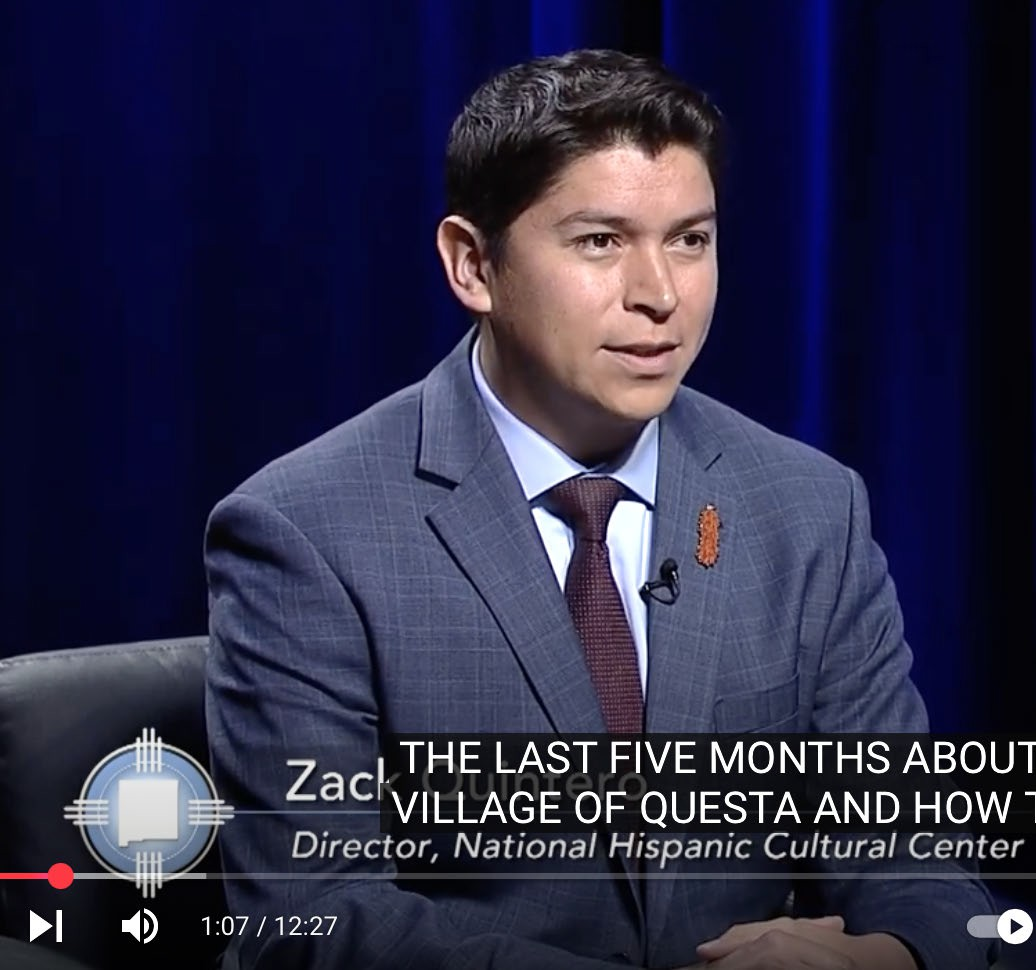 THE LAST FIVE MONTHS ABOUT
Zack Quintero
VILLAGE OF QUESTA AND HOW T
Director, National Hispanic Cultural Center
1:07 / 12:27